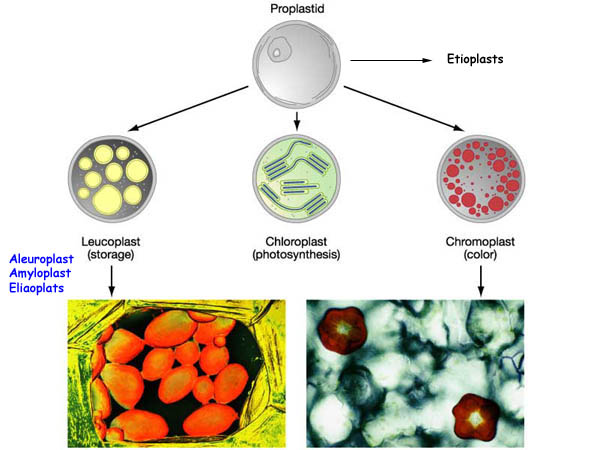 Proplastid
Etioplasts
Leucoplast
(storage)
Chloroplast
(photosynthesis)
Chromoplast
(color)
Aleuroplast
Amyloplast
Eliaoplats